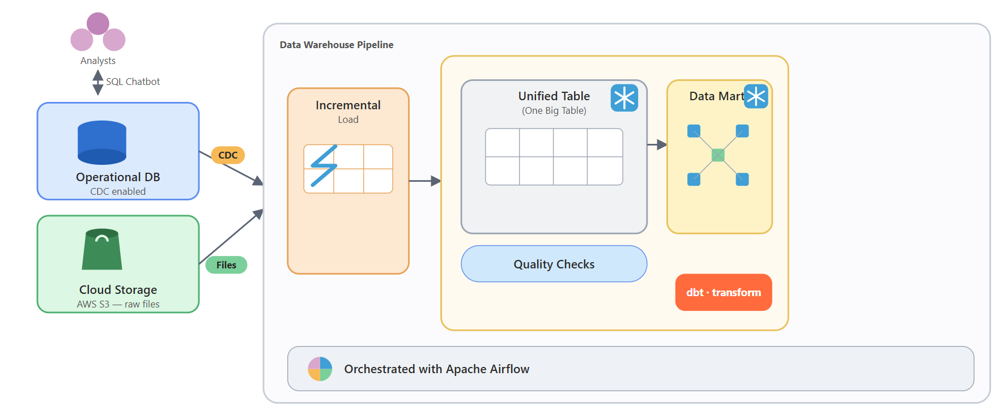 Analysts
SQL Chatbot
Operational DB
CDC enabled
CDC
Cloud Storage
AWS S3 — raw files
Files
Data Warehouse Pipeline
Incremental
Load
Unified Table
(One Big Table)
Data Mart
Quality Checks
dbt · transform
Orchestrated with Apache Airflow